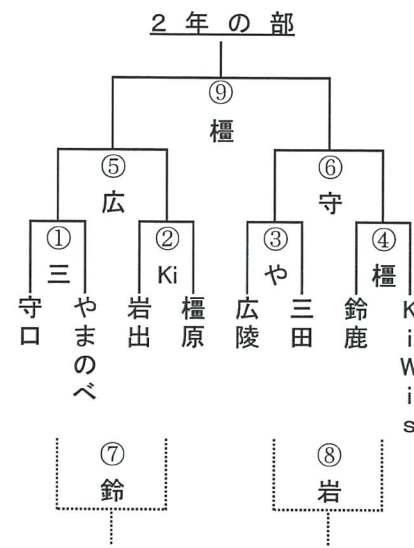 2年の部
⑨
橿
⑤ ⑥
広 守
① ② ③ ④
三 Ki や 橿
守口 やまのべ 岩出 橿原 広陵 三田 鈴鹿 KiWis
⑦ ⑧
鈴 岩